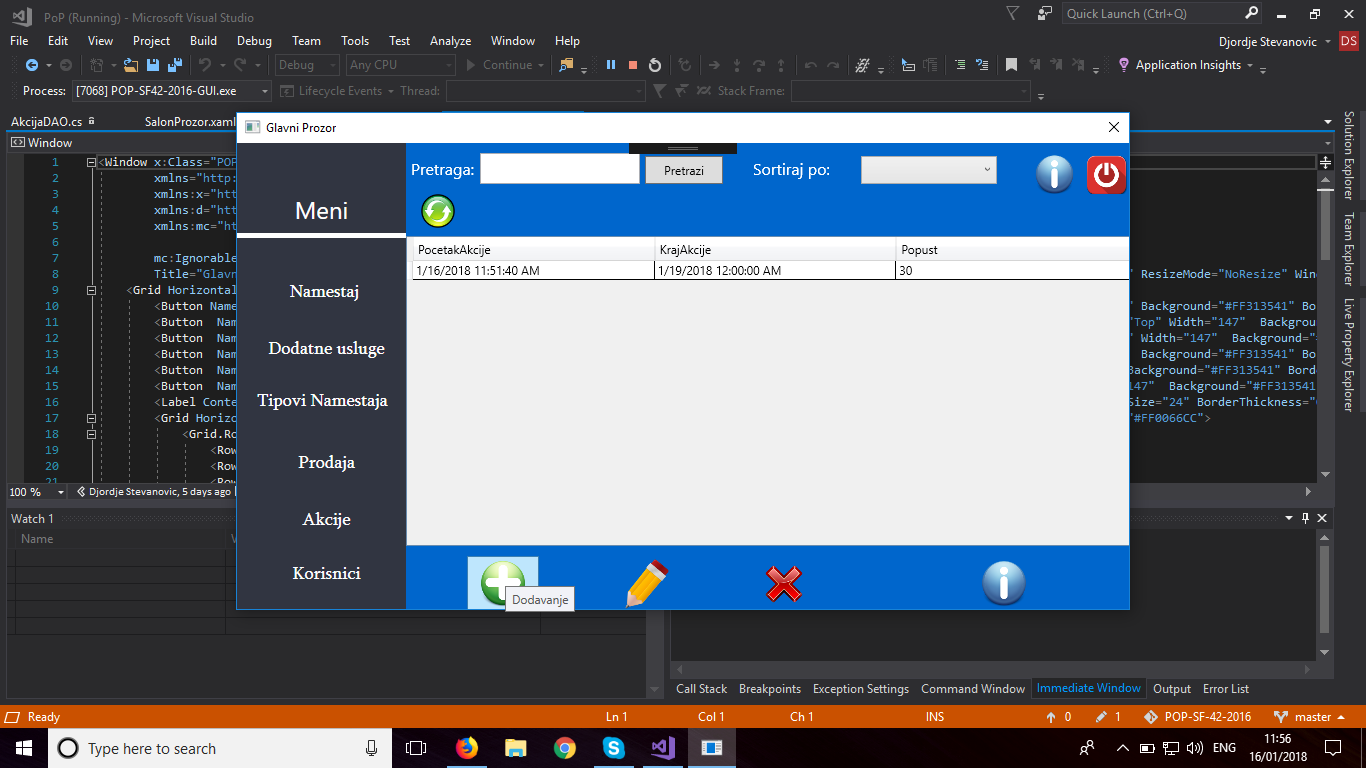 PoP (Running) - Microsoft Visual Studio
Quick Launch (Ctrl+Q)
File Edit View Project Build Debug Team Tools Test Analyze Window Help
Djordje Stevanovic DS
Debug Any CPU Continue Application Insights
Process: [7068] POP-SF42-2016-GUI.exe Lifecycle Events Thread: Stack Frame:
AkcijaDAO.cs SalonProzor.xaml
Window
Glavni Prozor
Meni
Namestaj
Dodatne usluge
Tipovi Namestaja
Prodaja
Akcije
Korisnici
Pretraga: Pretrazi Sortiraj po:
PocetakAkcije KrajAkcije Popust
1/16/2018 11:51:40 AM 1/19/2018 12:00:00 AM 30
Dodavanje
1 <Window x:Class="POP
2 xmlns="http:
3 xmlns:x="htt
4 xmlns:d="htt
5 xmlns:mc="ht
6
7 mc:Ignorable
8 Title="Glavn " ResizeMode="NoResize" Win
9 <Grid Horizontal
10 <Button Name " Background="#FF313541" Bo
11 <Button Nam "Top" Width="147" Backgrou
12 <Button Nam " Width="147" Background="#
13 <Button Nam Background="#FF313541" Bo
14 <Button Nam Background="#FF313541" Bord
15 <Button Nam 147" Background="#FF313541
16 <Label Conte Size="24" BorderThickness="
17 <Grid Horizo "#FF0066CC">
18 <Grid.Ro
19 <Row
20 <Row
21 <Row
100 % Djordje Stevanovic, 5 days ago
Solution Explorer
Team Explorer
Live Property Explorer
Watch 1
Name
Call Stack Breakpoints Exception Settings Command Window Immediate Window Output Error List
Ready Ln 1 Col 1 Ch 1 INS 0 1 POP-SF-42-2016 master
Type here to search
ENG
11:56
16/01/2018